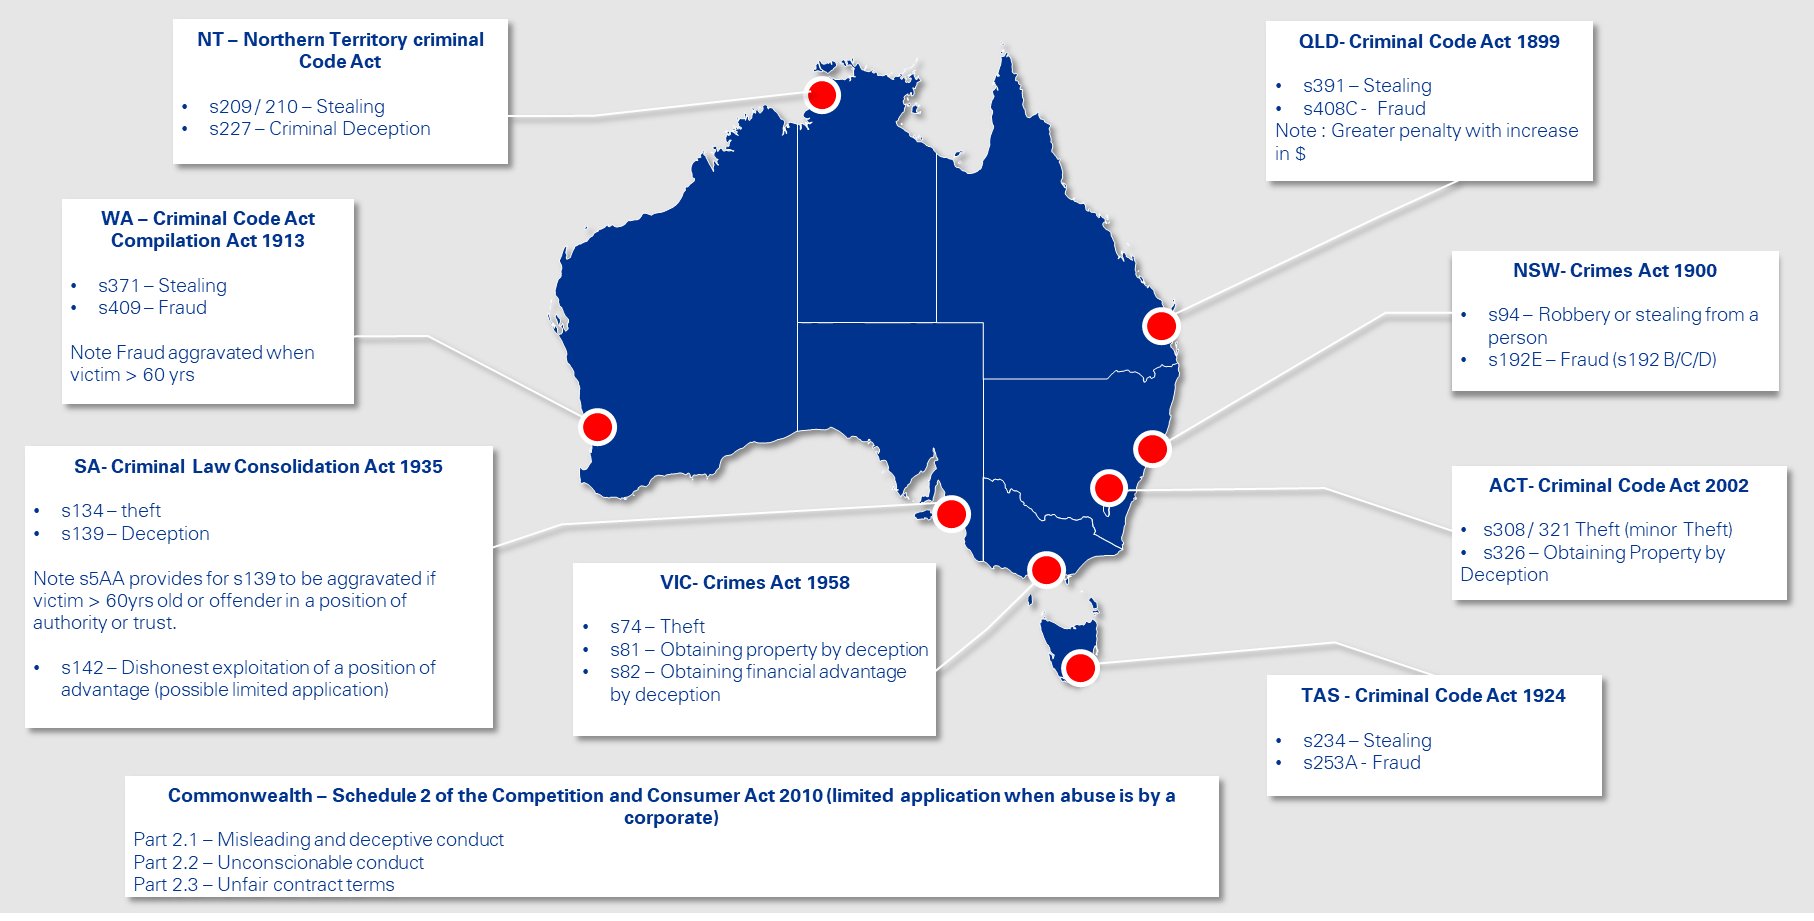 NT – Northern Territory criminal
Code Act
• s209 / 210 – Stealing
• s227 – Criminal Deception
QLD- Criminal Code Act 1899
• s391 – Stealing
• s408C - Fraud
Note : Greater penalty with increase
in $
WA – Criminal Code Act
Compilation Act 1913
• s371 – Stealing
• s409 – Fraud
Note Fraud aggravated when
victim > 60 yrs
NSW- Crimes Act 1900
• s94 – Robbery or stealing from a
person
• s192E – Fraud (s192 B/C/D)
SA- Criminal Law Consolidation Act 1935
• s134 – theft
• s139 – Deception
Note s5AA provides for s139 to be aggravated if
victim > 60yrs old or offender in a position of
authority or trust.
• s142 – Dishonest exploitation of a position of
advantage (possible limited application)
ACT- Criminal Code Act 2002
• s308 / 321 Theft (minor Theft)
• s326 – Obtaining Property by
Deception
VIC- Crimes Act 1958
• s74 – Theft
• s81 – Obtaining property by deception
• s82 – Obtaining financial advantage
by deception
TAS - Criminal Code Act 1924
• s234 – Stealing
• s253A - Fraud
Commonwealth – Schedule 2 of the Competition and Consumer Act 2010 (limited application when abuse is by a
corporate)
Part 2.1 – Misleading and deceptive conduct
Part 2.2 – Unconscionable conduct
Part 2.3 – Unfair contract terms